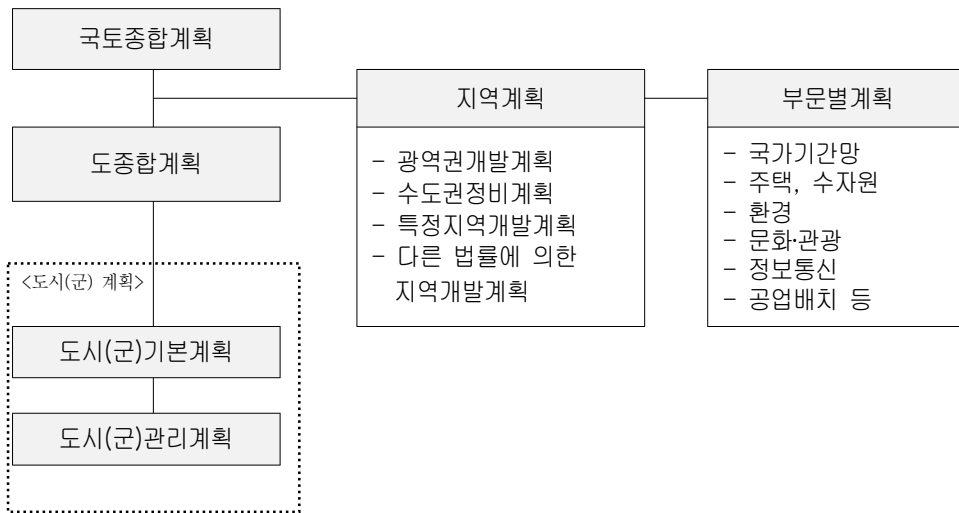 국토종합계획
지역계획
부문별계획
도종합계획
- 광역권개발계획
- 수도권정비계획
- 특정지역개발계획
- 다른 법률에 의한
지역개발계획
- 국가기간망
- 주택, 수자원
- 환경
- 문화·관광
- 정보통신
- 공업배치 등
<도시(군) 계획>
도시(군)기본계획
도시(군)관리계획